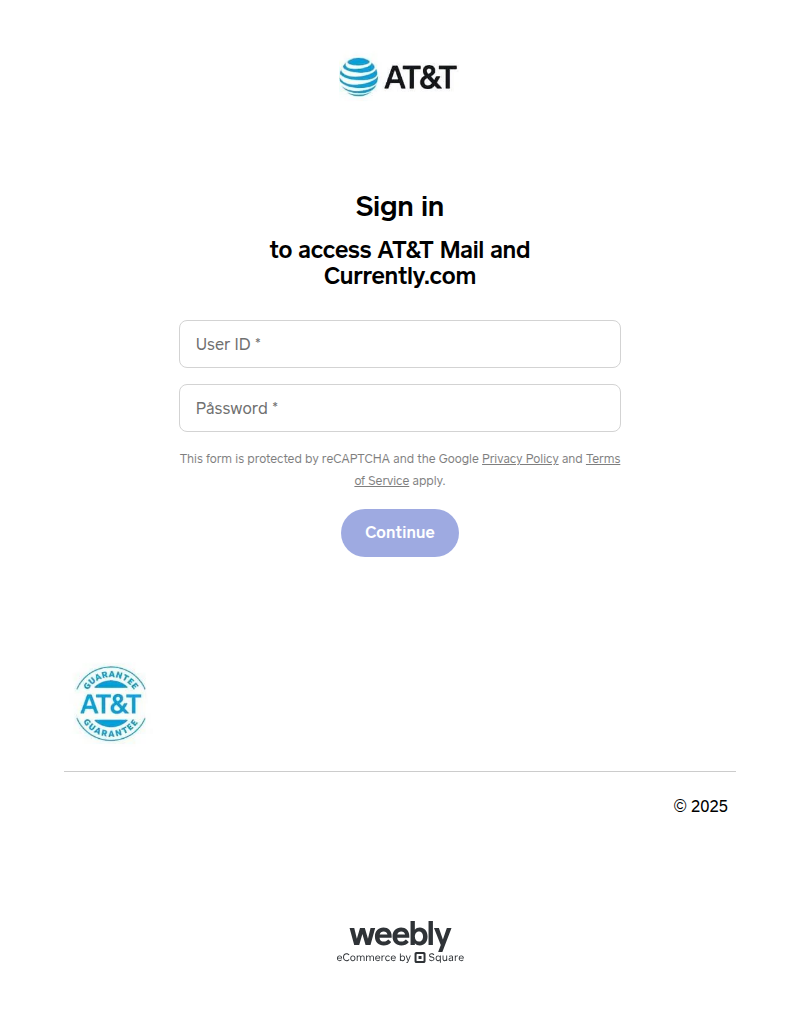 AT&T
Sign in
to access AT&T Mail and
Currently.com
User ID *
Påssword *
This form is protected by reCAPTCHA and the Google Privacy Policy and Terms
of Service apply.
Continue
GUARANTEE
AT&T
GUARANTEE
© 2025
weebly
eCommerce by Square